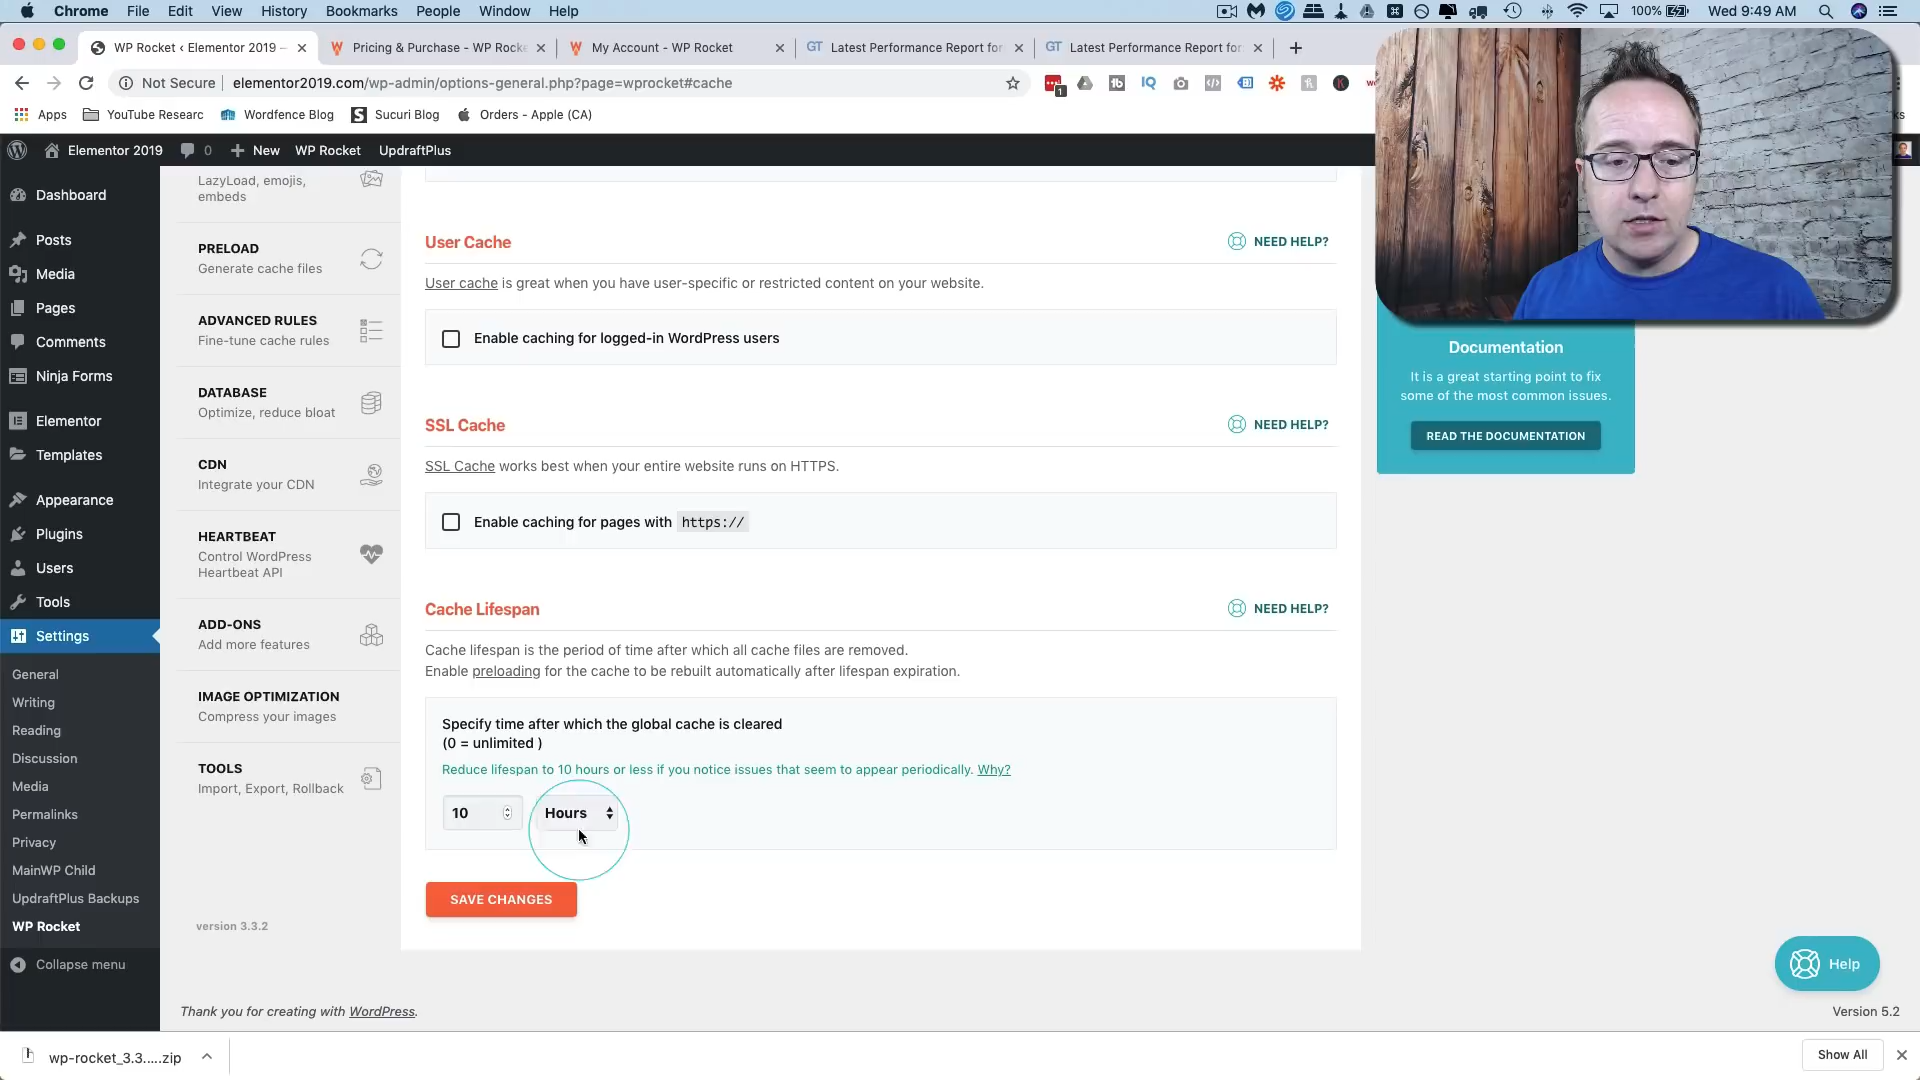 Chrome File Edit View History Bookmarks People Window Help 100% Wed 9:49 AM
WP Rocket ‹ Elementor 2019 –
Pricing & Purchase - WP Rocke
My Account - WP Rocket
GT Latest Performance Report for
GT Latest Performance Report for
Not Secure elementor2019.com/wp-admin/options-general.php?page=wprocket#cache
Apps YouTube Researc Wordfence Blog Sucuri Blog Orders - Apple (CA)
Elementor 2019 0 New WP Rocket UpdraftPlus
Dashboard
Posts
Media
Pages
Comments
Ninja Forms
Elementor
Templates
Appearance
Plugins
Users
Tools
Settings
General
Writing
Reading
Discussion
Media
Permalinks
Privacy
MainWP Child
UpdraftPlus Backups
WP Rocket
Collapse menu
LazyLoad, emojis,
embeds
PRELOAD
Generate cache files
ADVANCED RULES
Fine-tune cache rules
DATABASE
Optimize, reduce bloat
CDN
Integrate your CDN
HEARTBEAT
Control WordPress
Heartbeat API
ADD-ONS
Add more features
IMAGE OPTIMIZATION
Compress your images
TOOLS
Import, Export, Rollback
version 3.3.2
User Cache NEED HELP?
User cache is great when you have user-specific or restricted content on your website.
Enable caching for logged-in WordPress users
SSL Cache NEED HELP?
SSL Cache works best when your entire website runs on HTTPS.
Enable caching for pages with https://
Cache Lifespan NEED HELP?
Cache lifespan is the period of time after which all cache files are removed.
Enable preloading for the cache to be rebuilt automatically after lifespan expiration.
Specify time after which the global cache is cleared
(0 = unlimited )
Reduce lifespan to 10 hours or less if you notice issues that seem to appear periodically. Why?
10 Hours
SAVE CHANGES
Documentation
It is a great starting point to fix
some of the most common issues.
READ THE DOCUMENTATION
Help
Thank you for creating with WordPress.
Version 5.2
wp-rocket_3.3.....zip
Show All